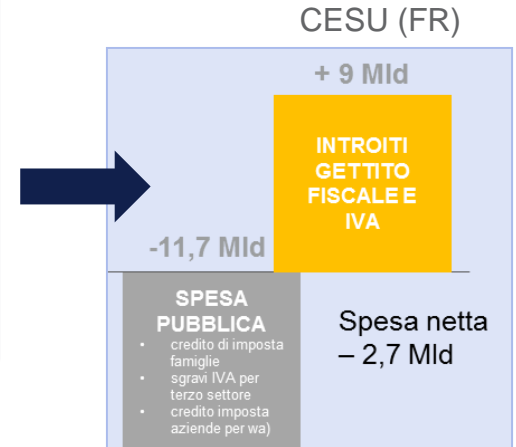 CESU (FR)
+ 9 Mld
INTROITI
GETTITO
FISCALE E
IVA
-11,7 Mld
SPESA
PUBBLICA
• credito di imposta
famiglie
• sgravi IVA per
terzo settore
• credito imposta
aziende per wa)
Spesa netta
– 2,7 Mld